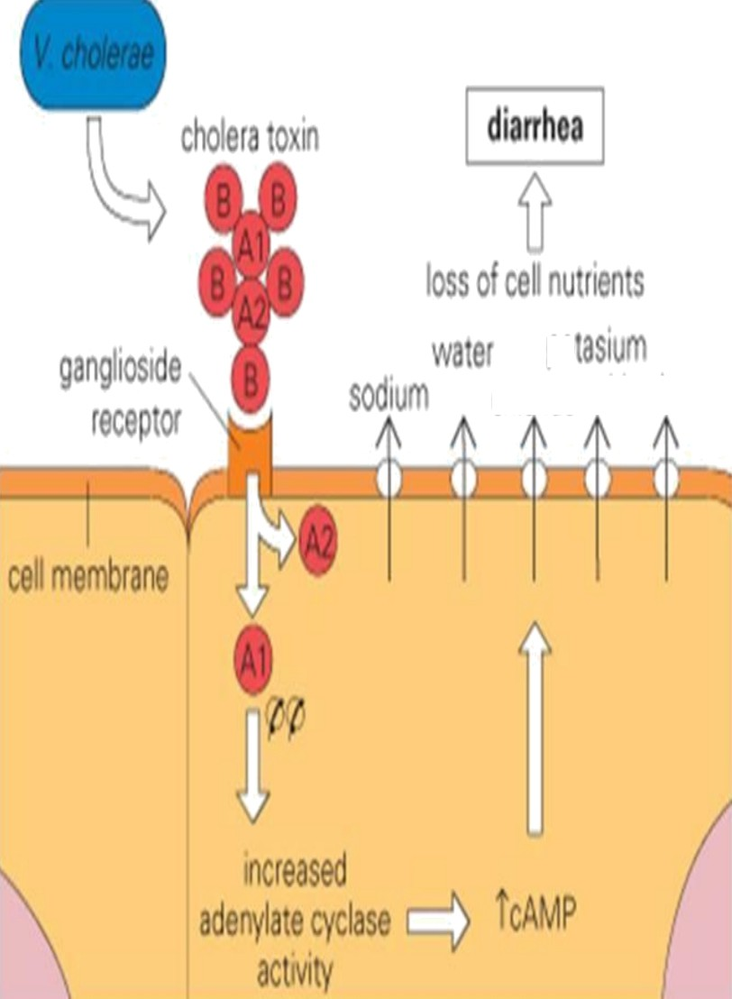 V. cholerae
cholera toxin
B
B
A1
B
B
A2
B
ganglioside
receptor
diarrhea
loss of cell nutrients
water
tasium
sodium
cell membrane
A2
A1
increased
adenylate cyclase
activity
↑cAMP